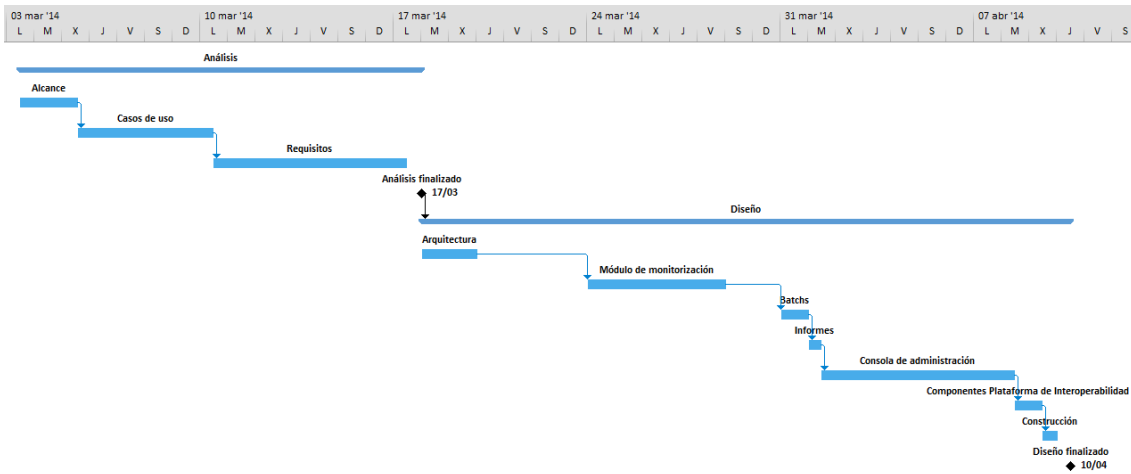 03 mar '14 10 mar '14 17 mar '14 24 mar '14 31 mar '14 07 abr '14
L M X J V S D L M X J V S D L M X J V S D L M X J V S D L M X J V S D L M X J V S
Análisis
Alcance
Casos de uso
Requisitos
Análisis finalizado
17/03
Diseño
Arquitectura
Módulo de monitorización
Batchs
Informes
Consola de administración
Componentes Plataforma de Interoperabilidad
Construcción
Diseño finalizado
10/04